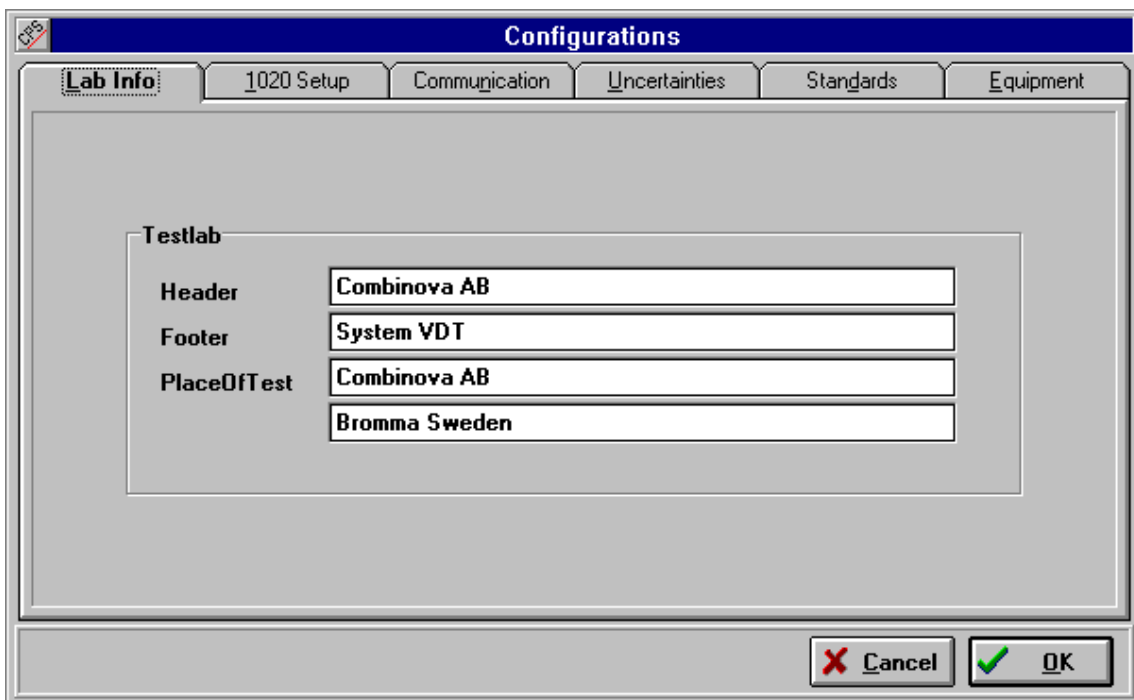 CPS
Configurations
Lab Info 1020 Setup Communication Uncertainties Standards Equipment
Testlab
Header Combinova AB
Footer System VDT
PlaceOfTest Combinova AB
Bromma Sweden
Cancel OK